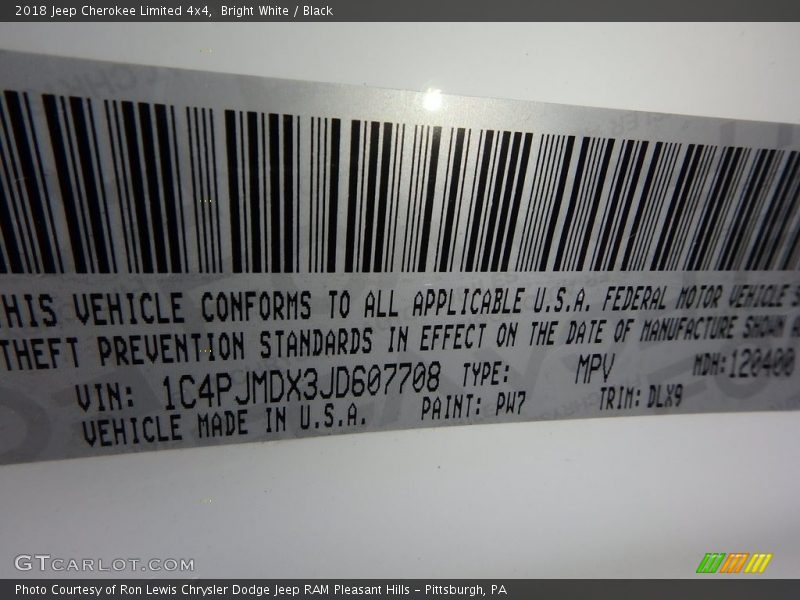 2018 Jeep Cherokee Limited 4x4, Bright White / Black
THIS VEHICLE CONFORMS TO ALL APPLICABLE U.S.A. FEDERAL MOTOR VEHICLE
THEFT PREVENTION STANDARDS IN EFFECT ON THE DATE OF MANUFACTURE SHOWN
VIN: 1C4PJMDX3JD607708 TYPE: MPV MDH: 120400
VEHICLE MADE IN U.S.A. PAINT: PW7 TRIM: DLX9
GTCARLOT.COM
Photo Courtesy of Ron Lewis Chrysler Dodge Jeep RAM Pleasant Hills - Pittsburgh, PA